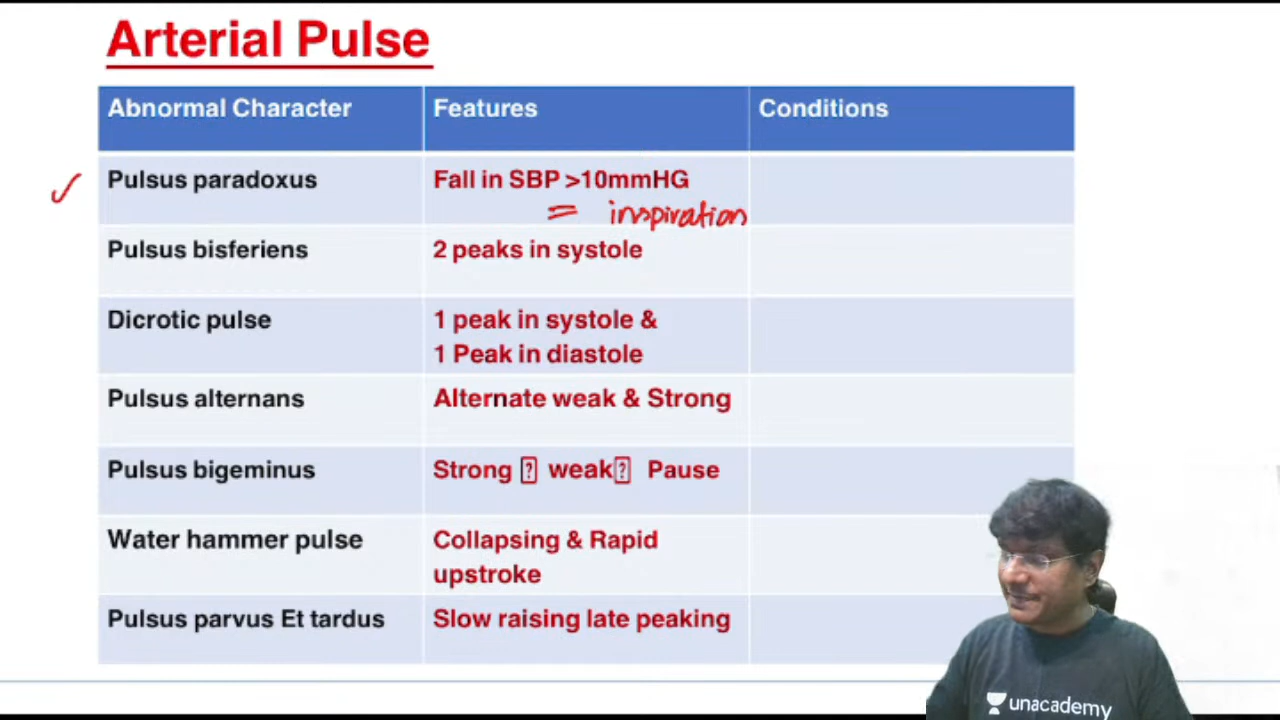 Arterial Pulse
Abnormal Character Features Conditions
Pulsus paradoxus Fall in SBP >10mmHG
= inspiration
Pulsus bisferiens 2 peaks in systole
Dicrotic pulse 1 peak in systole &
1 Peak in diastole
Pulsus alternans Alternate weak & Strong
Pulsus bigeminus Strong ⍰ weak⍰ Pause
Water hammer pulse Collapsing & Rapid
upstroke
Pulsus parvus Et tardus Slow raising late peaking
unacademy